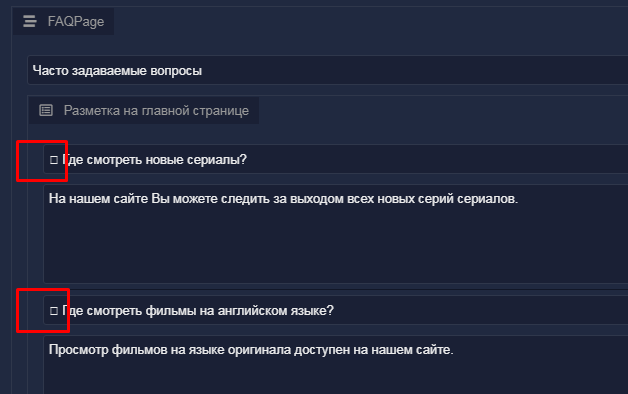 FAQPage
Часто задаваемые вопросы
Разметка на главной странице
□ Где смотреть новые сериалы?
На нашем сайте Вы можете следить за выходом всех новых серий сериалов.
□ Где смотреть фильмы на английском языке?
Просмотр фильмов на языке оригинала доступен на нашем сайте.